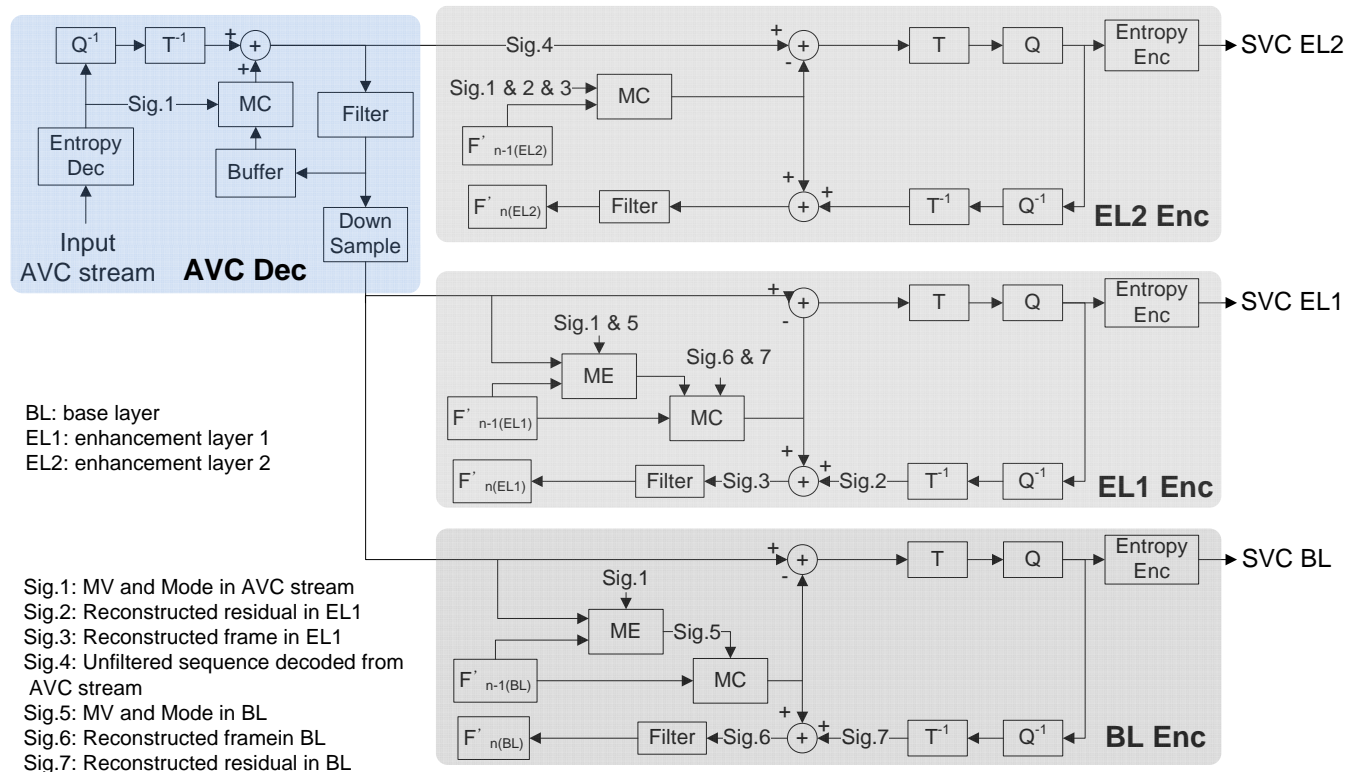 Q-1
T-1
+
+
+
Sig.1
MC
Filter
Entropy
Dec
Buffer
Down
Sample
Input
AVC stream
AVC Dec
Sig.4
+
+
-
T
Q
Entropy
Enc
SVC EL2
Sig.1 & 2 & 3
MC
F' n-1(EL2)
+
+
+
F' n(EL2)
Filter
T-1
Q-1
EL2 Enc
+
+
-
T
Q
Entropy
Enc
SVC EL1
Sig.1 & 5
Sig.6 & 7
ME
MC
F' n-1(EL1)
+
+
+
F' n(EL1)
Filter
Sig.3
Sig.2
T-1
Q-1
EL1 Enc
BL: base layer
EL1: enhancement layer 1
EL2: enhancement layer 2
+
+
-
T
Q
Entropy
Enc
SVC BL
Sig.1
ME
Sig.5
MC
F' n-1(BL)
+
+
+
F' n(BL)
Filter
Sig.6
Sig.7
T-1
Q-1
BL Enc
Sig.1: MV and Mode in AVC stream
Sig.2: Reconstructed residual in EL1
Sig.3: Reconstructed frame in EL1
Sig.4: Unfiltered sequence decoded from
AVC stream
Sig.5: MV and Mode in BL
Sig.6: Reconstructed framein BL
Sig.7: Reconstructed residual in BL